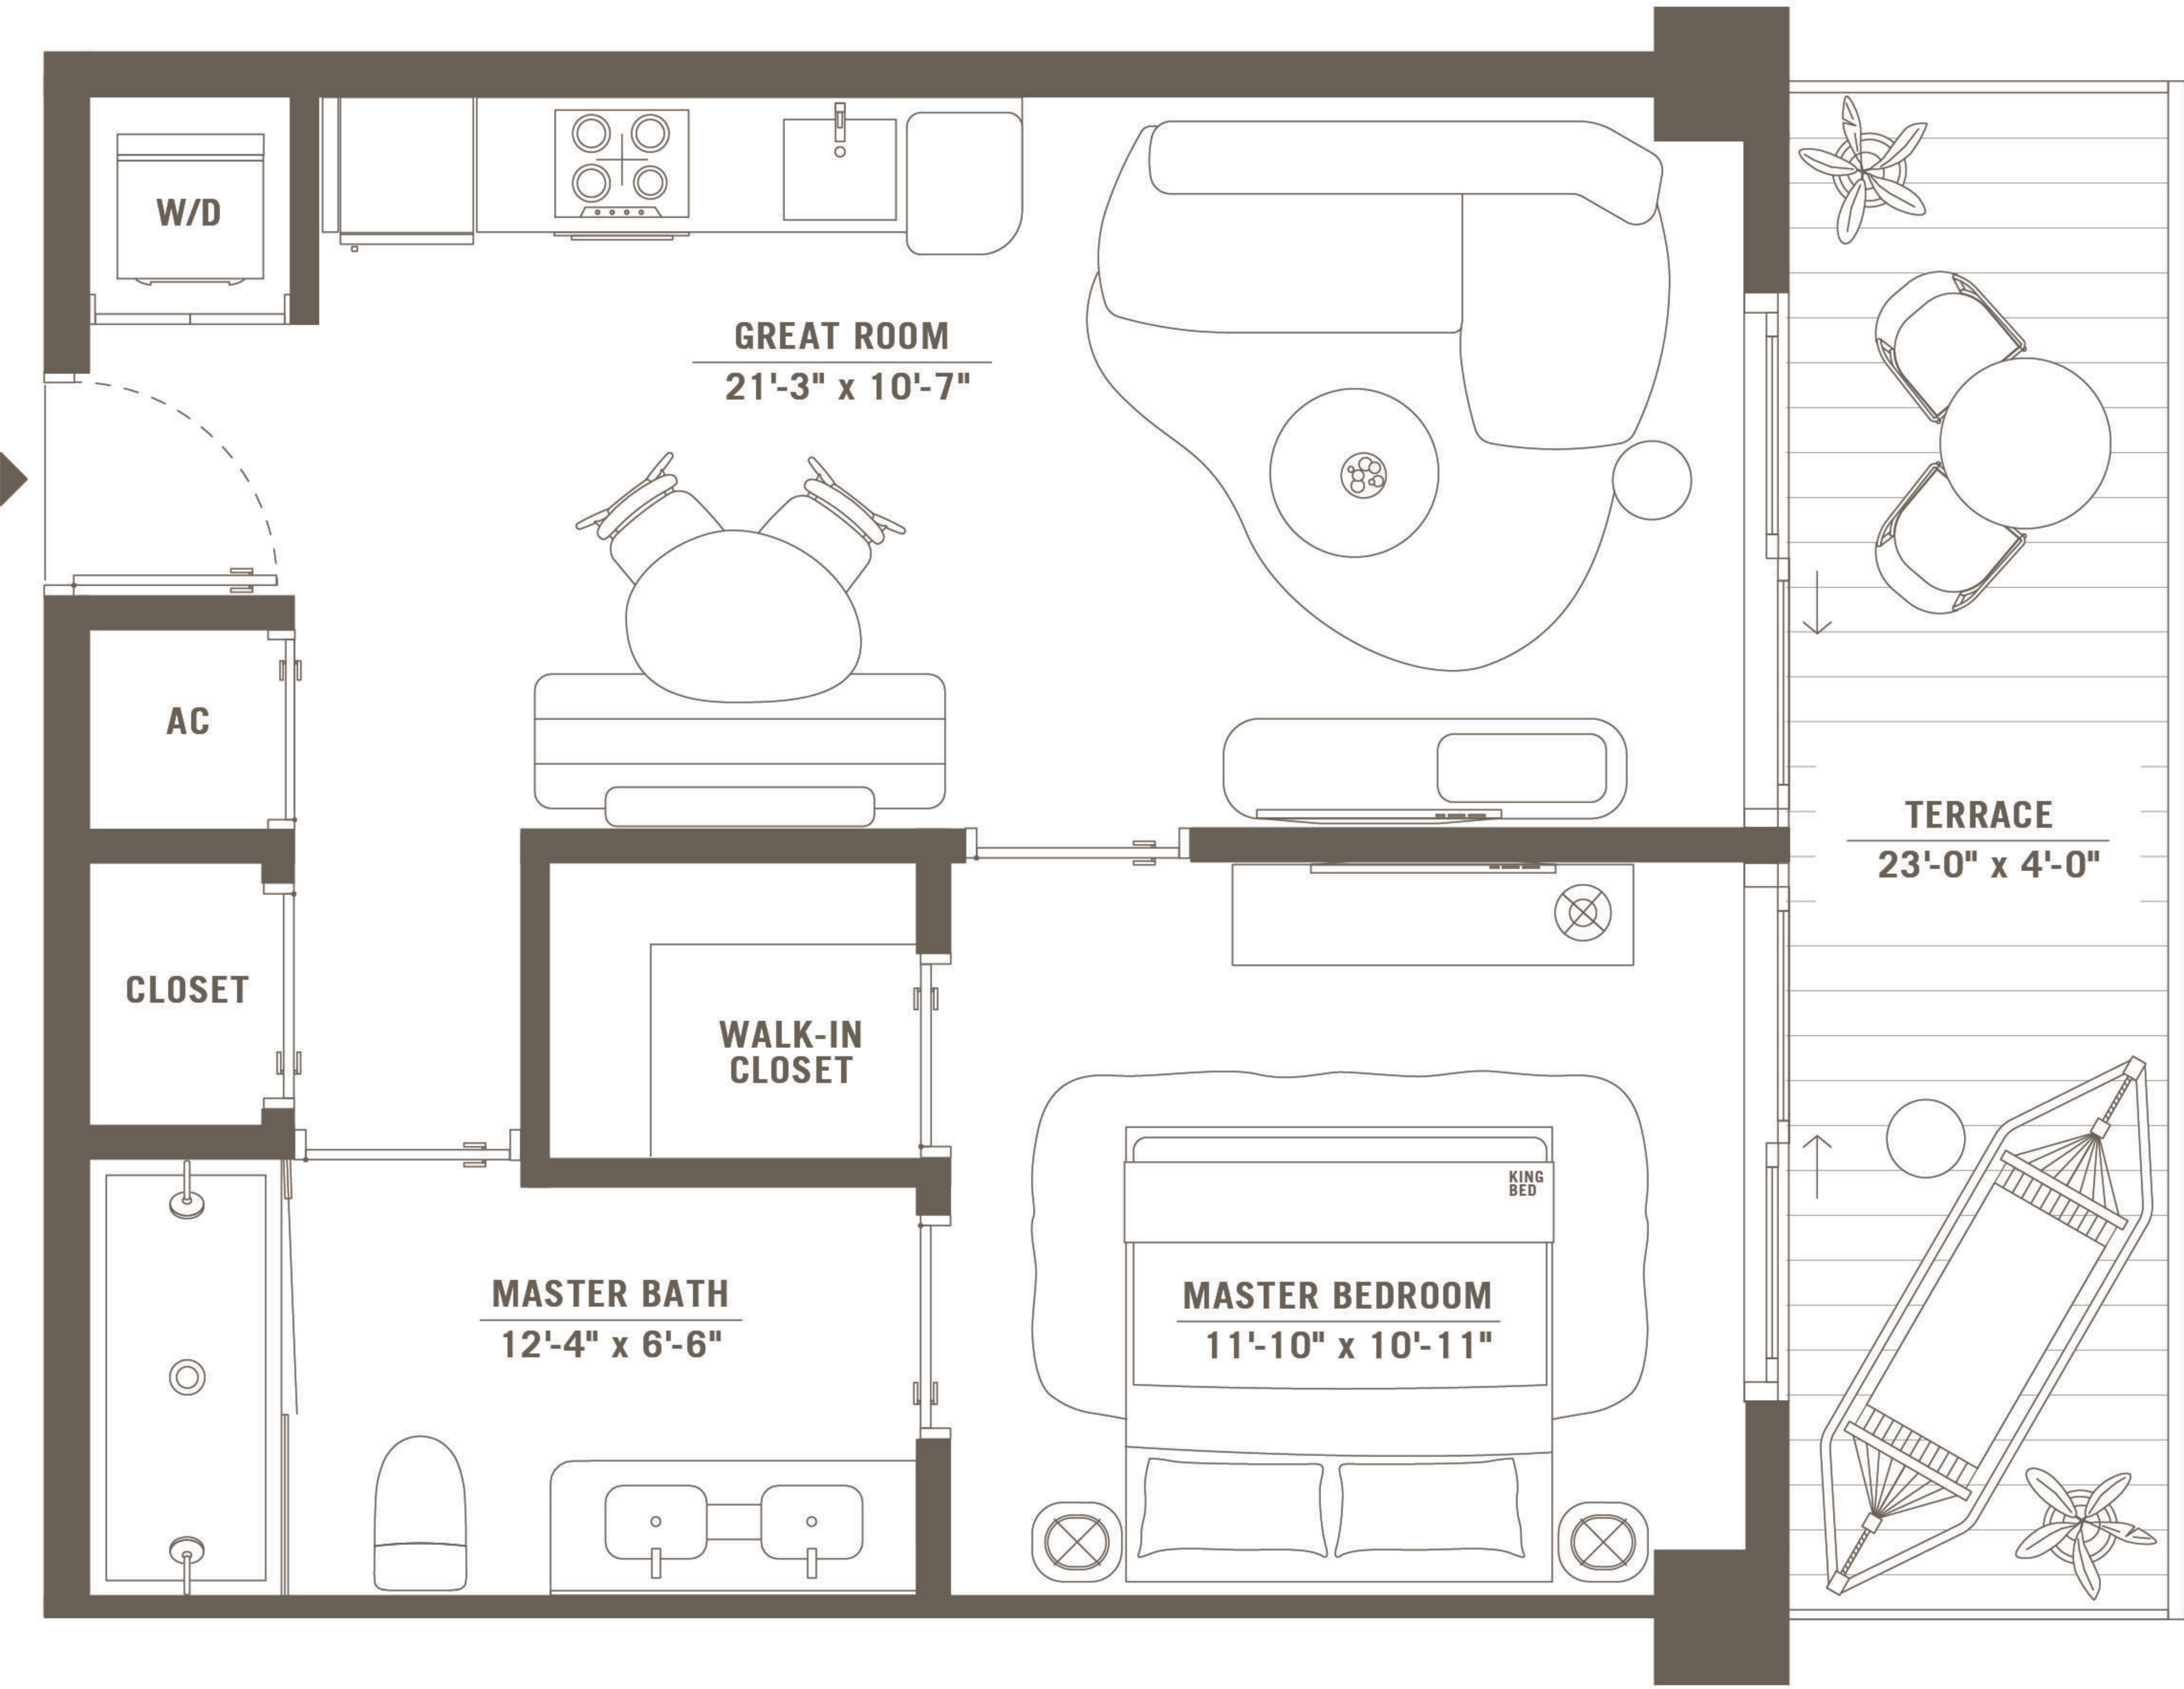 W/D
GREAT ROOM
21'-3" x 10'-7"
AC
TERRACE
23'-0" x 4'-0"
CLOSET
WALK-IN
CLOSET
KING
BED
MASTER BATH
12'-4" x 6'-6"
MASTER BEDROOM
11'-10" x 10'-11"